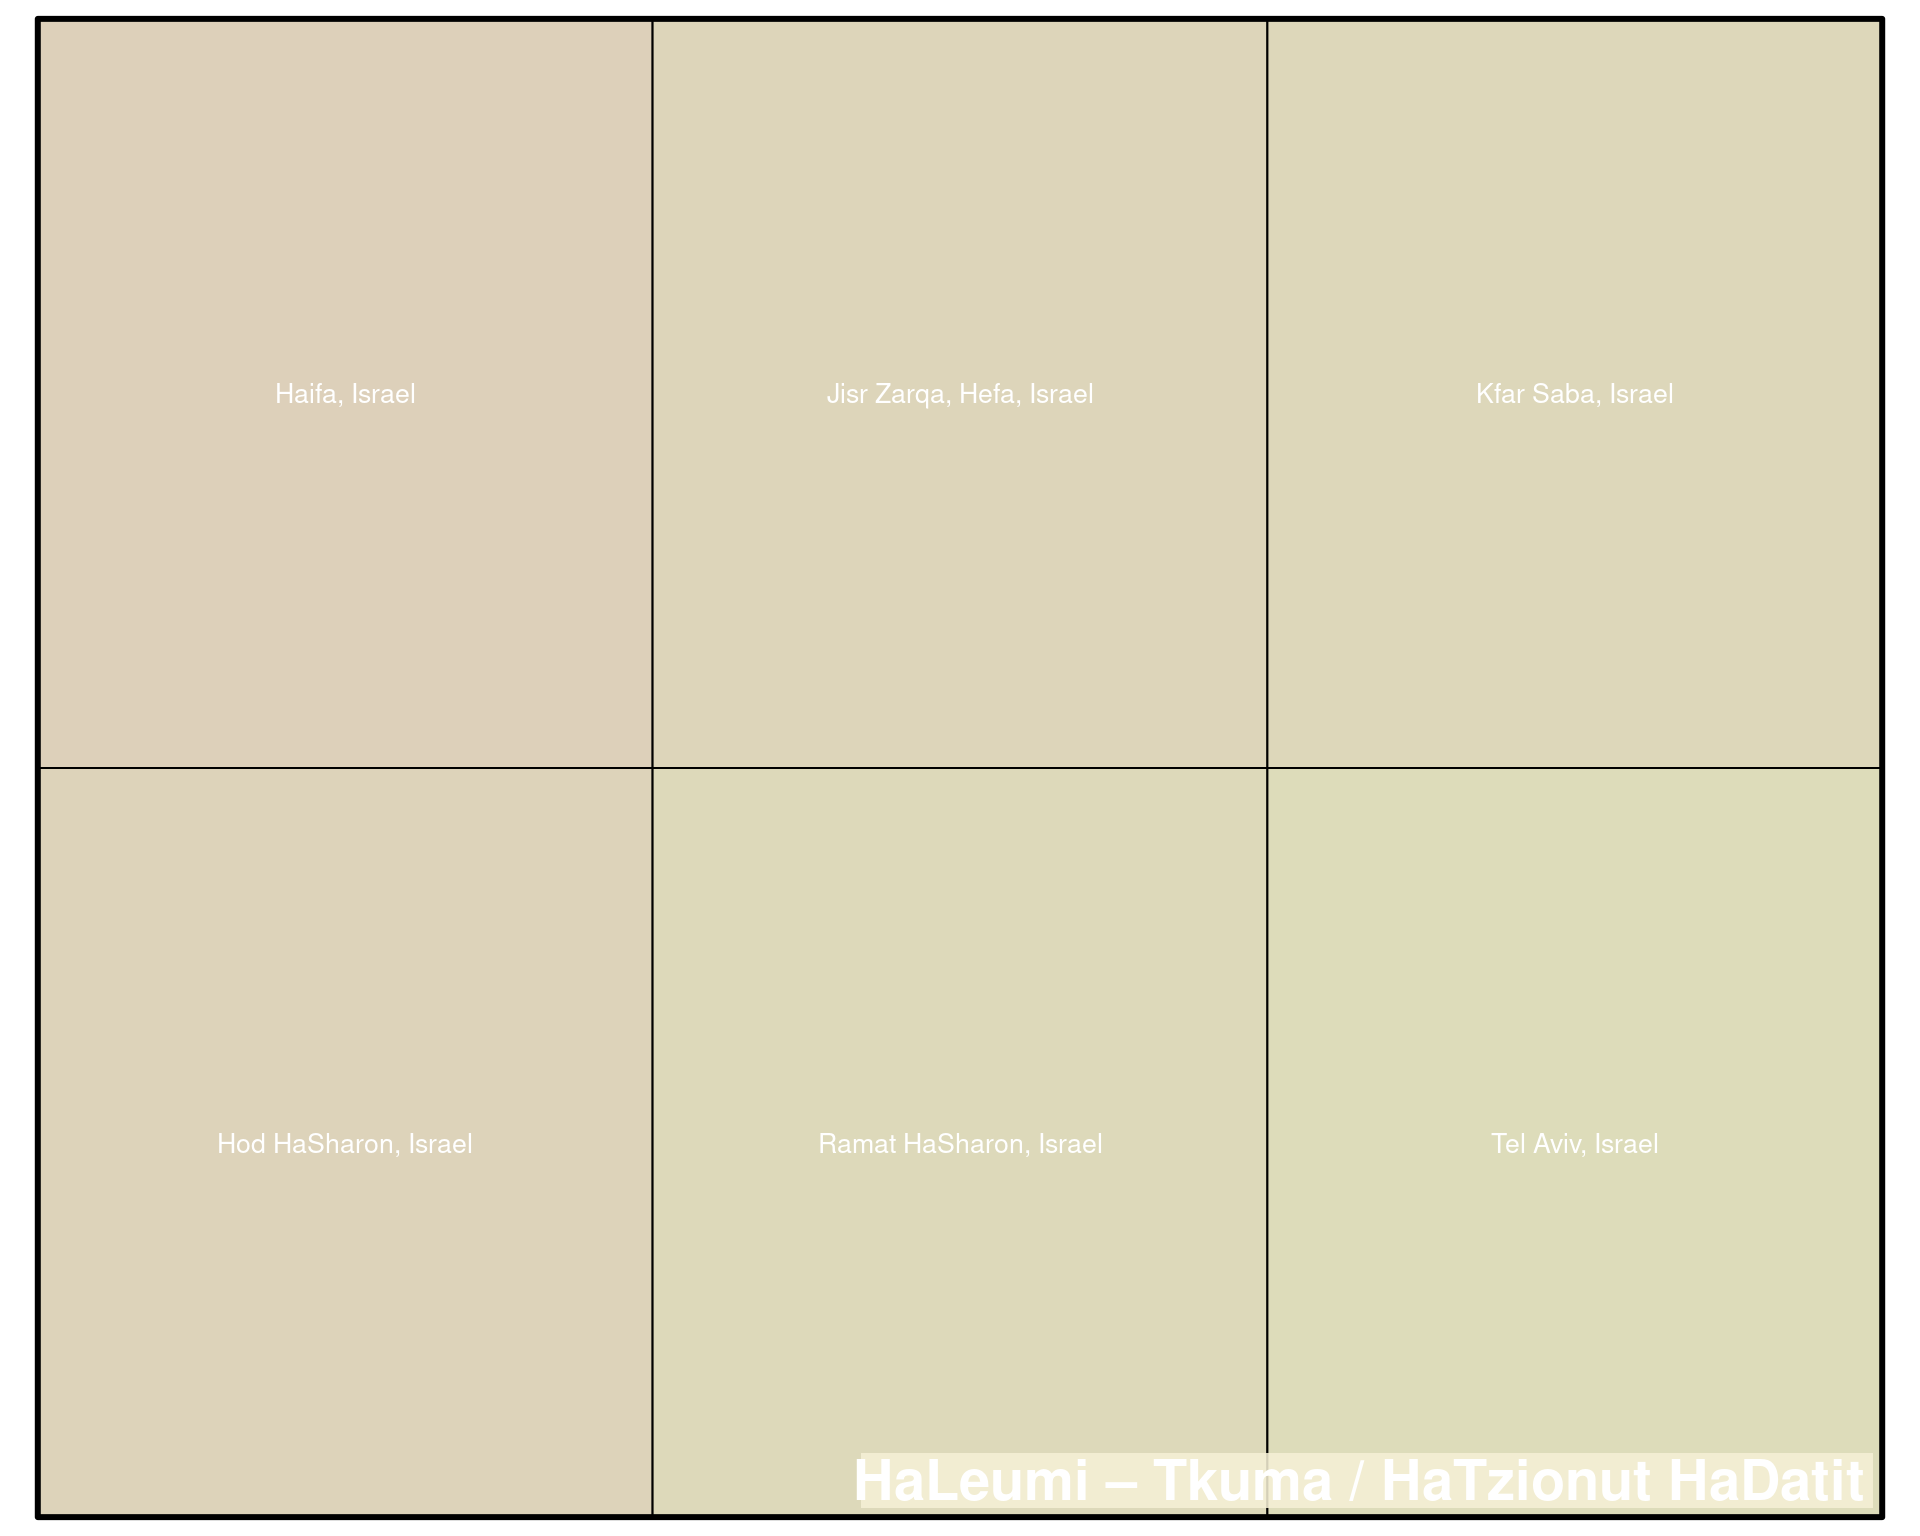 Haifa, Israel
Jisr Zarqa, Hefa, Israel
Kfar Saba, Israel
Hod HaSharon, Israel
Ramat HaSharon, Israel
Tel Aviv, Israel
HaLeumi – Tkuma / HaTzionut HaDatit